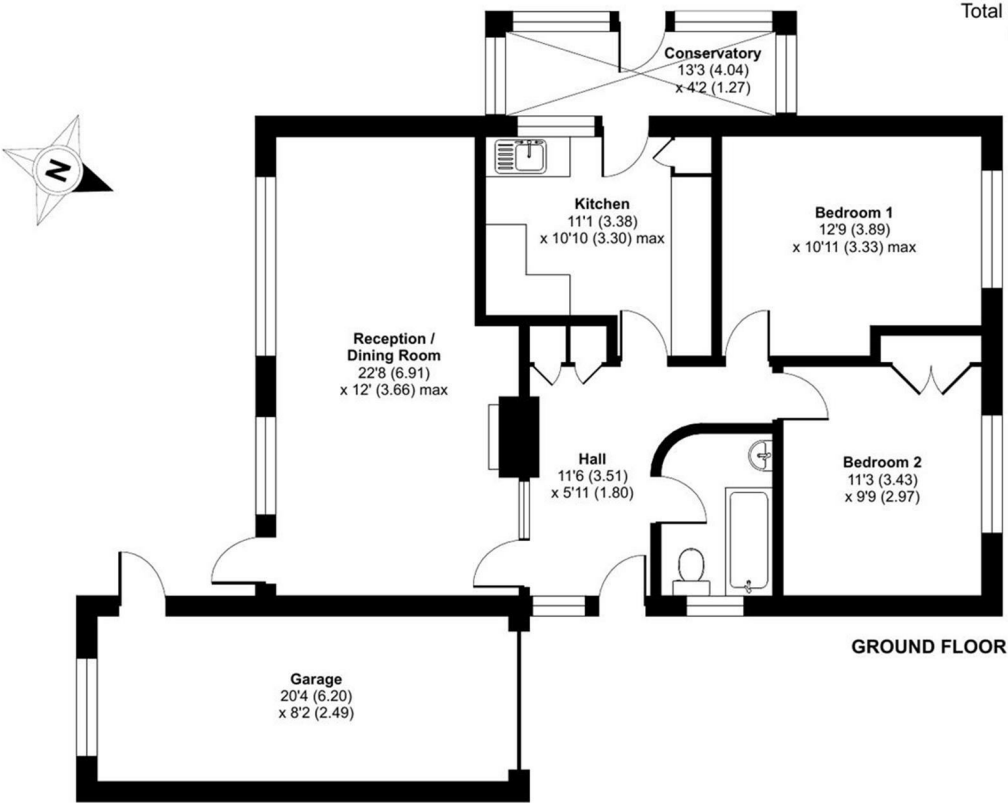 Total
Conservatory
13'3 (4.04)
x 4'2 (1.27)
N
Kitchen
11'1 (3.38)
x 10'10 (3.30) max
Bedroom 1
12'9 (3.89)
x 10'11 (3.33) max
Reception /
Dining Room
22'8 (6.91)
x 12' (3.66) max
Hall
11'6 (3.51)
x 5'11 (1.80)
Bedroom 2
11'3 (3.43)
x 9'9 (2.97)
GROUND FLOOR
Garage
20'4 (6.20)
x 8'2 (2.49)